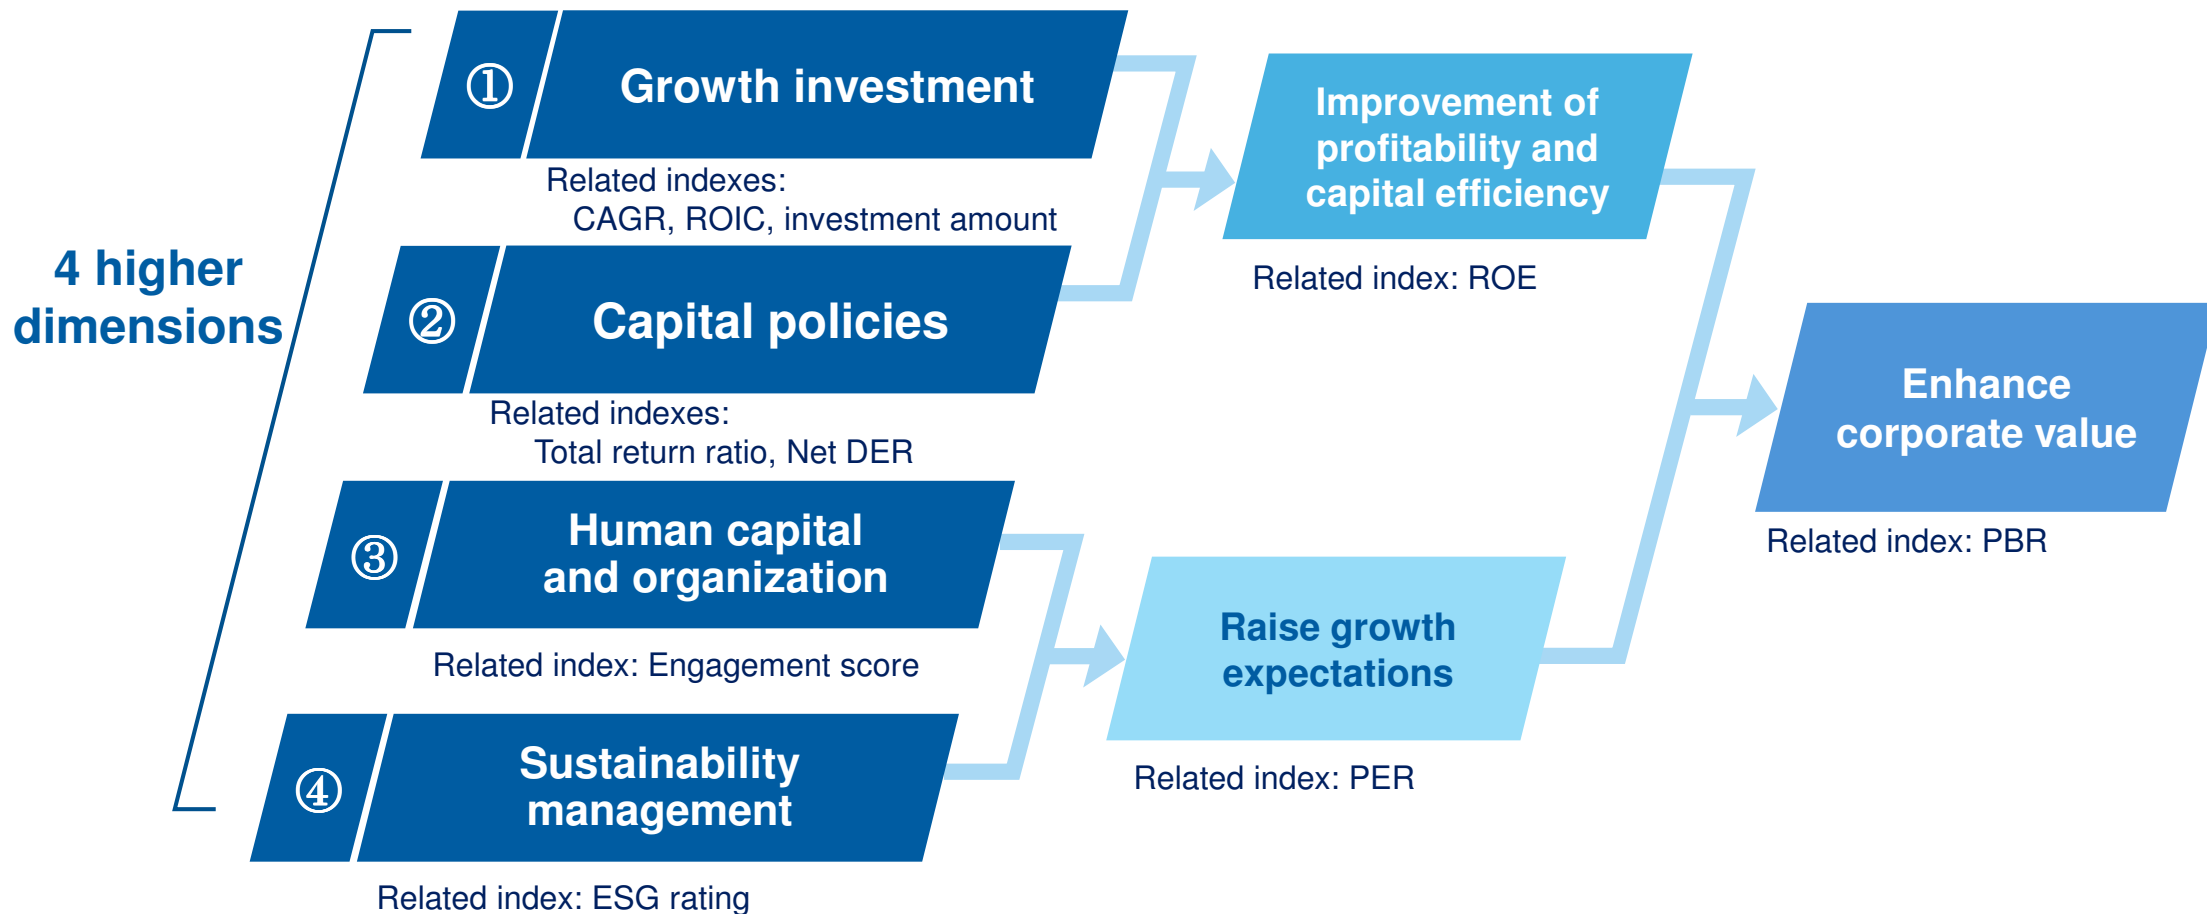 4 higher
dimensions
①
Growth investment
Related indexes:
CAGR, ROIC, investment amount
②
Capital policies
Related indexes:
Total return ratio, Net DER
③
Human capital
and organization
Related index: Engagement score
④
Sustainability
management
Related index: ESG rating
Improvement of
profitability and
capital efficiency
Related index: ROE
Raise growth
expectations
Related index: PER
Enhance
corporate value
Related index: PBR